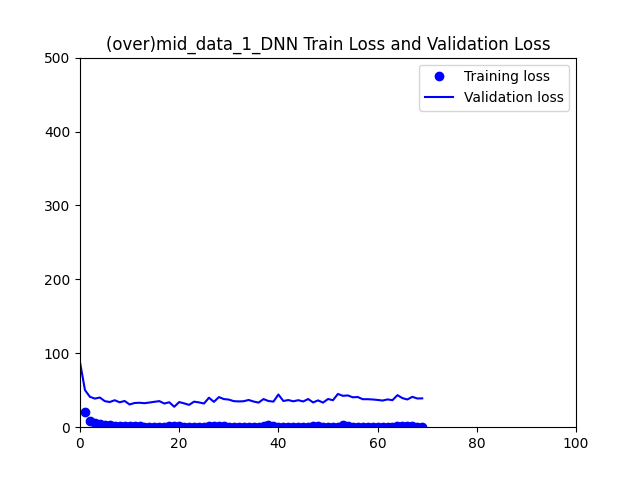 (over)mid_data_1_DNN Train Loss and Validation Loss
500
400
300
200
100
0
0 20 40 60 80 100
Training loss
Validation loss